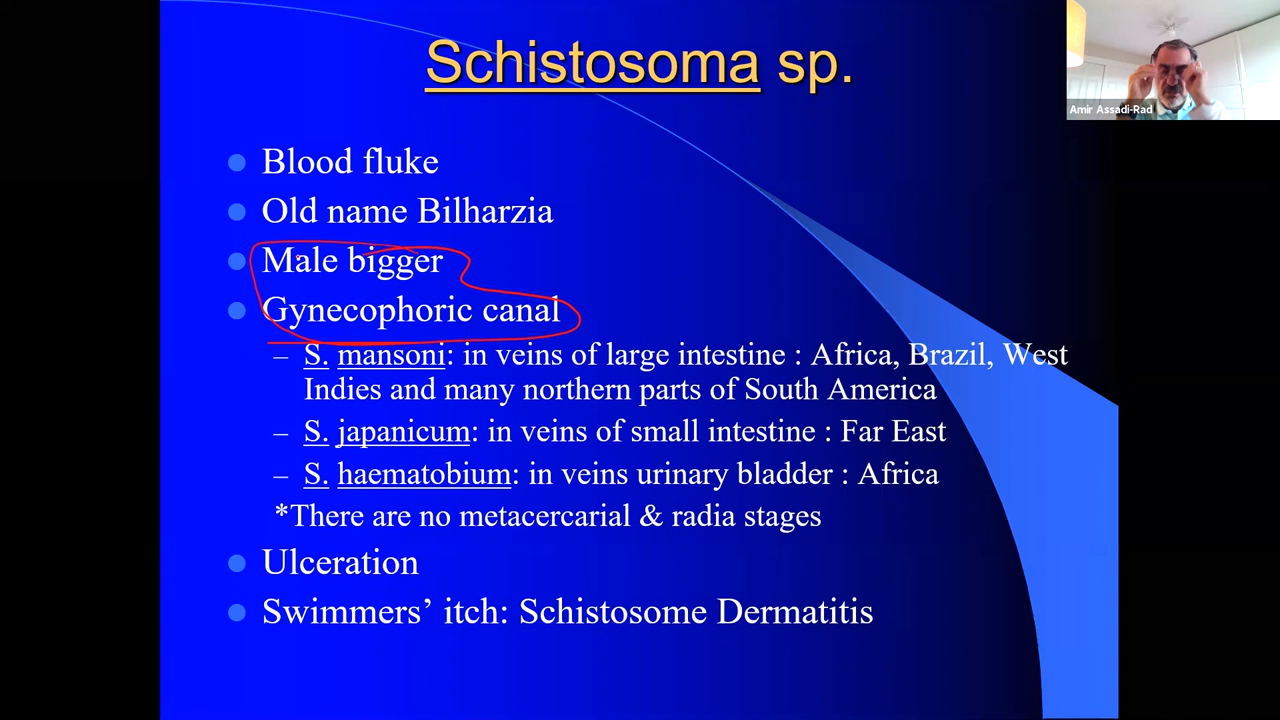 Schistosoma sp.
Amir Assadi-Rad
Blood fluke
Old name Bilharzia
Male bigger
Gynecophoric canal
– S. mansoni: in veins of large intestine : Africa, Brazil, West
Indies and many northern parts of South America
– S. japanicum: in veins of small intestine : Far East
– S. haematobium: in veins urinary bladder : Africa
*There are no metacercarial & radia stages
Ulceration
Swimmers’ itch: Schistosome Dermatitis